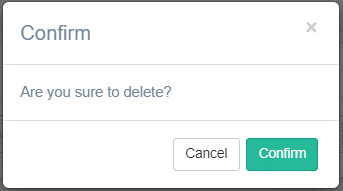 Confirm ×
Are you sure to delete?
Cancel Confirm